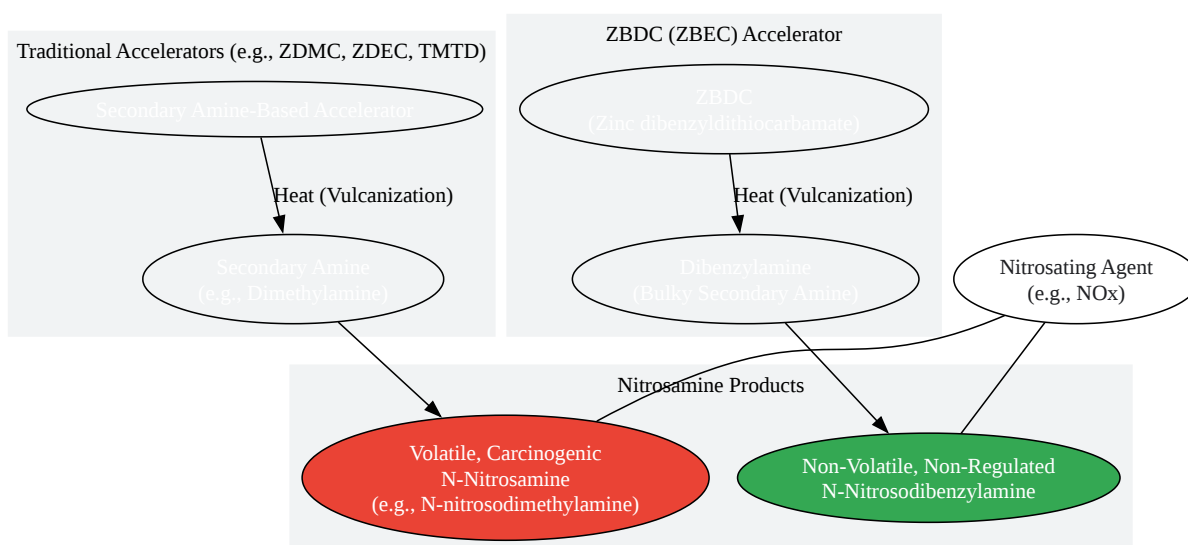 Traditional Accelerators (e.g., ZDMC, ZDEC, TMTD)
Secondary Amine-Based Accelerator
Heat (Vulcanization)
Secondary Amine
(e.g., Dimethylamine)
ZBDC (ZBEC) Accelerator
ZBDC
(Zinc dibenzyldithiocarbamate)
Heat (Vulcanization)
Dibenzylamine
(Bulky Secondary Amine)
Nitrosating Agent
(e.g., NOx)
Nitrosamine Products
Volatile, Carcinogenic
N-Nitrosamine
(e.g., N-nitrosodimethylamine)
Non-Volatile, Non-Regulated
N-Nitrosodibenzylamine